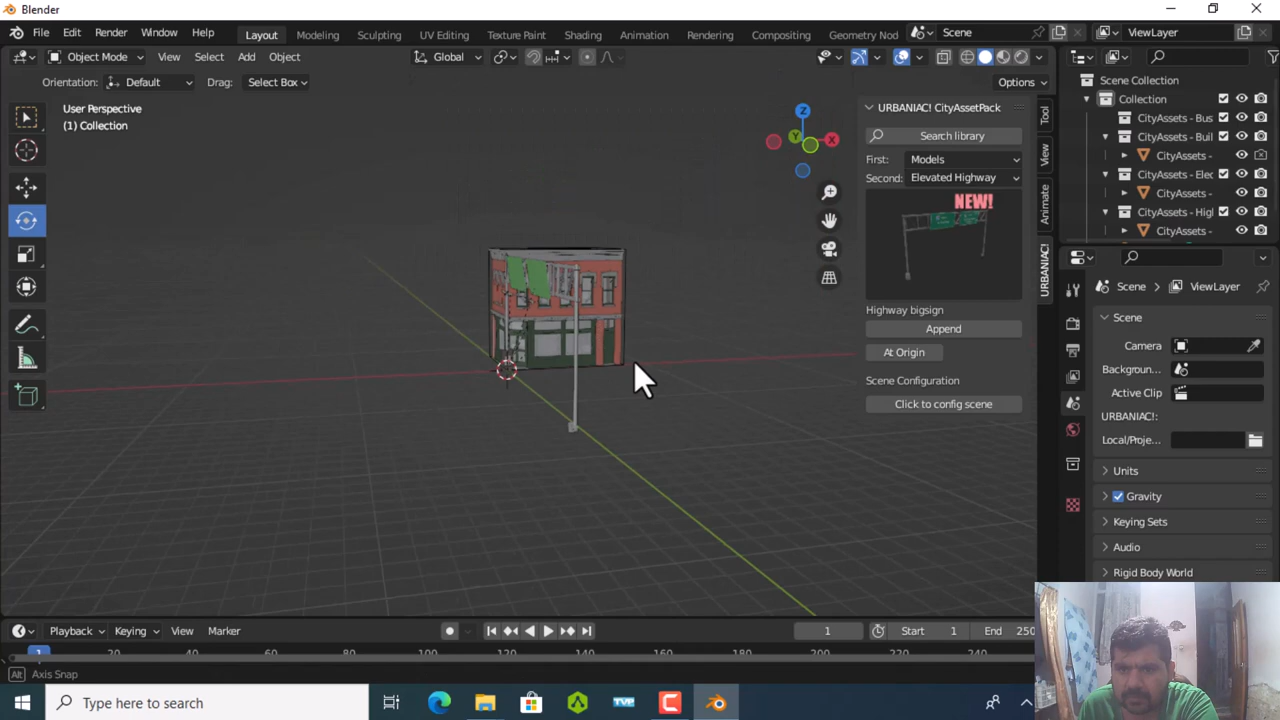 Blender
File Edit Render Window Help Layout Modeling Sculpting UV Editing Texture Paint Shading Animation Rendering Compositing Geometry Nod Scene ViewLayer
Object Mode View Select Add Object Global
Orientation: Default Drag: Select Box Options
User Perspective
(1) Collection
Z
Y
X
URBANIAC! CityAssetPack
Search library
First: Models
Second: Elevated Highway
NEW!
Highway bigsign
Append
At Origin
Scene Configuration
Click to config scene
Tool
View
Animate
URBANIAC!
Scene Collection
Collection
CityAssets - Bus
CityAssets - Buil
CityAssets -
CityAssets - Elec
CityAssets -
CityAssets - Higl
CityAssets -
Scene ViewLayer
Scene
Camera
Backgroun..
Active Clip
URBANIAC!:
Local/Proje...
Units
Gravity
Keying Sets
Audio
Rigid Body World
Playback Keying View Marker 1 Start 1 End 250
1 20 40 60 80 100 120 140 160 180 200 220 240
Alt Axis Snap
Type here to search
TVP